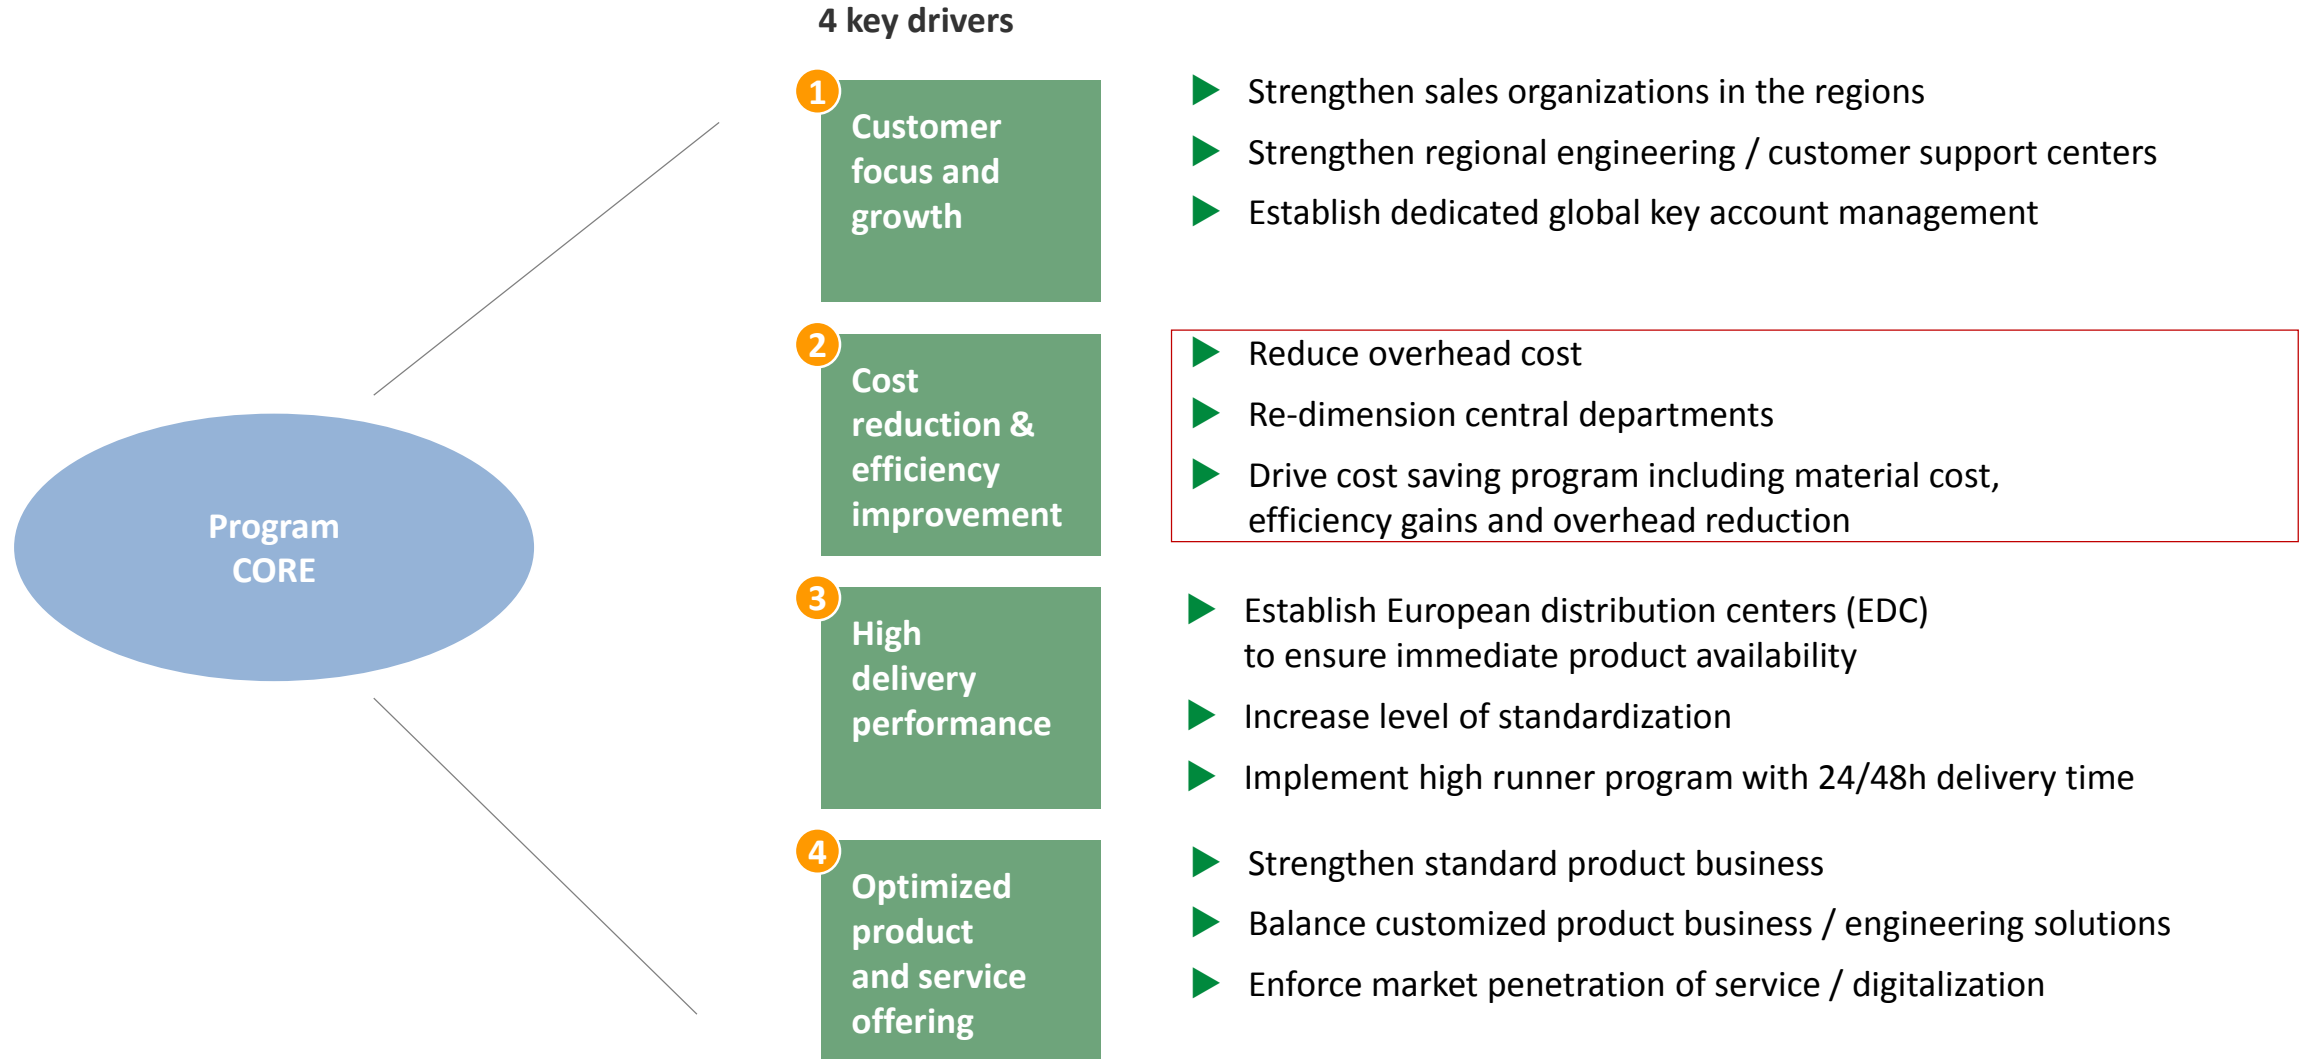 4 key drivers
Program
CORE
1
Customer
focus and
growth
Strengthen sales organizations in the regions
Strengthen regional engineering / customer support centers
Establish dedicated global key account management
2
Cost
reduction &
efficiency
improvement
Reduce overhead cost
Re-dimension central departments
Drive cost saving program including material cost,
efficiency gains and overhead reduction
3
High
delivery
performance
Establish European distribution centers (EDC)
to ensure immediate product availability
Increase level of standardization
Implement high runner program with 24/48h delivery time
4
Optimized
product
and service
offering
Strengthen standard product business
Balance customized product business / engineering solutions
Enforce market penetration of service / digitalization